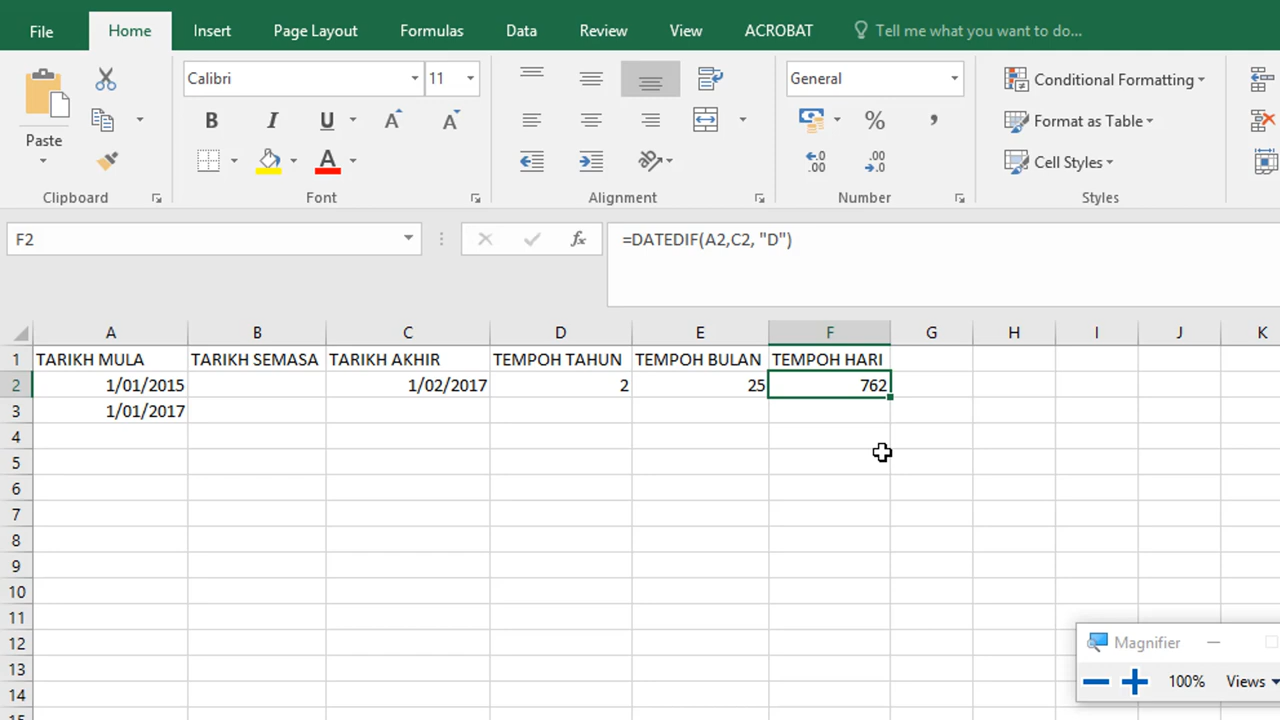 File Home Insert Page Layout Formulas Data Review View ACROBAT Tell me what you want to do...
Calibri 11 General Conditional Formatting
Paste B I U A A % , Format as Table
A Cell Styles
Clipboard Font Alignment Number Styles
F2 fx =DATEDIF(A2,C2, "D")
A B C D E F G H I J K
1 TARIKH MULA TARIKH SEMASA TARIKH AKHIR TEMPOH TAHUN TEMPOH BULAN TEMPOH HARI
2 1/01/2015 1/02/2017 2 25 762
3 1/01/2017
4
5
6
7
8
9
10
11
12
13
14
Magnifier
100% Views